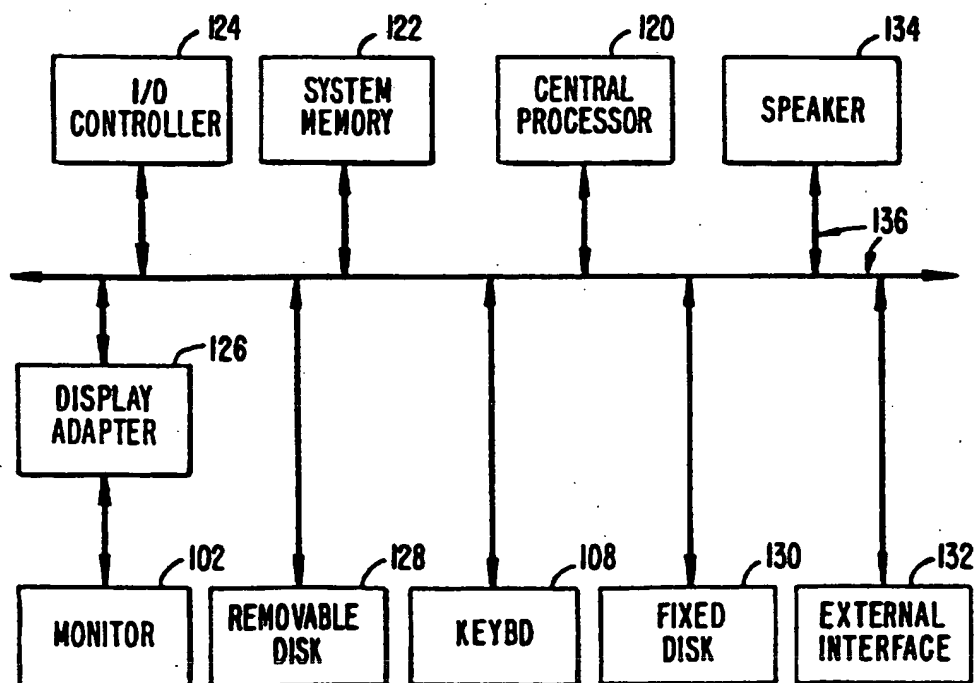 124
122
120
134
I/O
CONTROLLER
SYSTEM
MEMORY
CENTRAL
PROCESSOR
SPEAKER
136
126
DISPLAY
ADAPTER
102
128
108
130
132
MONITOR
REMOVABLE
DISK
KEYBD
FIXED
DISK
EXTERNAL
INTERFACE